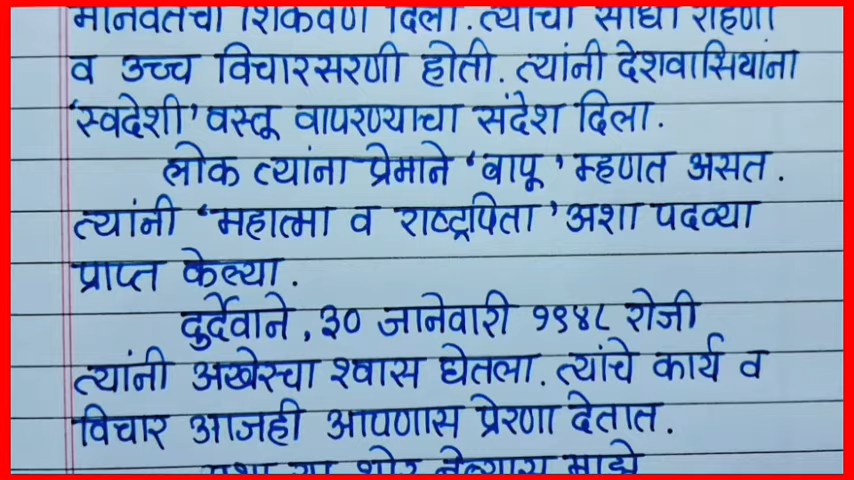 मानवतेची शिकवण दिली. त्यांची साधी राहणी
व उच्च विचारसरणी होती. त्यांनी देशवासियांना
'स्वदेशी' वस्तू वापरण्याचा संदेश दिला.
लोक त्यांना प्रेमाने 'बापू' म्हणत असत.
त्यांनी 'महात्मा व राष्ट्रपिता' अशा पदव्या
प्राप्त केल्या.
दुर्दैवाने, ३० जानेवारी १९४८ रोजी
त्यांनी अखेरचा श्वास घेतला. त्यांचे कार्य व
विचार आजही आपणास प्रेरणा देतात.
अशा या थोर नेत्यास माझे